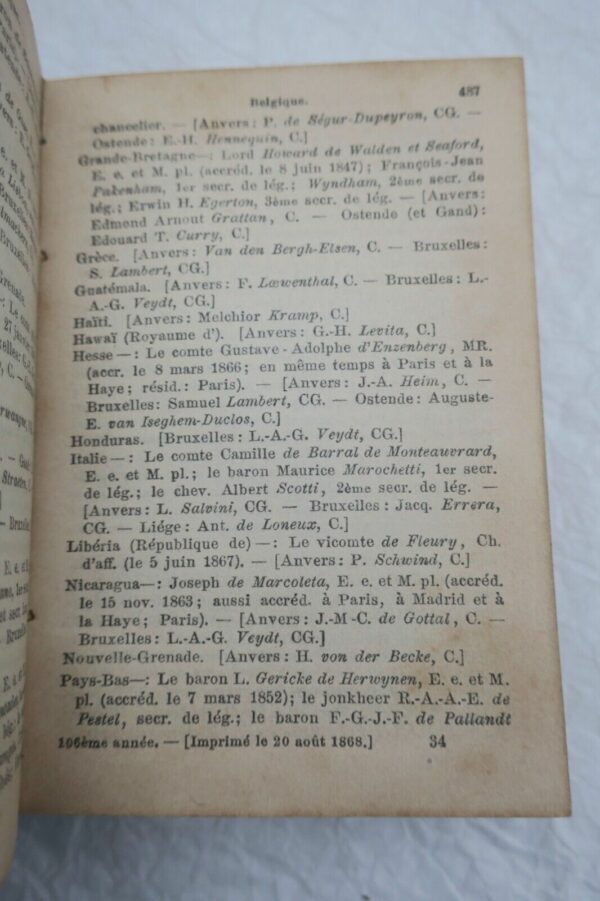 Belgique. 487
chancelier. — [Anvers: P. de Ségur-Dupeyron, CG. —
Ostende: E.-H. Hennequin, C.]
Grande-Bretagne—: Lord Howard de Walden et Seaford,
E. e. et M. pl. (accréd. le 8 juin 1847); François-Jean
Pakenham, 1er secr. de lég.; Wyndham, 2ème secr. de
lég.; Erwin H. Egerton, 3ème secr. de lég. — [Anvers:
Edmond Arnout Grattan, C. — Ostende (et Gand):
Edouard T. Curry, C.]
Grèce. [Anvers: Van den Bergh-Elsen, C. — Bruxelles:
S. Lambert, CG.]
Guatémala. [Anvers: F. Lœwenthal, C. — Bruxelles: L.-
A.-G. Veydt, CG.]
Haïti. [Anvers: Melchior Kramp, C.]
Hawaï (Royaume d'). [Anvers: G.-H. Levita, C.]
Hesse—: Le comte Gustave-Adolphe d'Enzenberg, MR.
(accr. le 8 mars 1866; en même temps à Paris et à la
Haye; résid.: Paris). — [Anvers: J.-A. Heim, C. —
Bruxelles: Samuel Lambert, CG. — Ostende: Auguste-
E. van Iseghem-Duclos, C.]
Honduras. [Bruxelles: L.-A.-G. Veydt, CG.]
Italie—: Le comte Camille de Barral de Monteauvrard,
E. e. et M. pl.; le baron Maurice Marochetti, 1er secr.
de lég.; le chev. Albert Scotti, 2ème secr. de lég. —
[Anvers: L. Salvini, CG. — Bruxelles: Jacq. Errera,
CG. — Liége: Ant. de Loneux, C.]
Libéria (République de)—: Le vicomte de Fleury, Ch.
d'aff. (le 5 juin 1867). — [Anvers: P. Schwind, C.]
Nicaragua—: Joseph de Marcoleta, E. e. et M. pl. (accréd.
le 15 nov. 1863; aussi accréd. à Paris, à Madrid et à
la Haye; Paris). — [Anvers: J.-M-C. de Gottal, C. —
Bruxelles: L.-A.-G. Veydt, CG.]
Nouvelle-Grenade. [Anvers: H. von der Becke, C.]
Pays-Bas—: Le baron L. Gericke de Herwynen, E. e. et M.
pl. (accréd. le 7 mars 1852); le jonkheer R.-A.-A.-E. de
Pestel, secr. de lég.; le baron F.-G.-J.-F. de Pallandt
106ème année. — [Imprimé le 20 août 1868.] 34